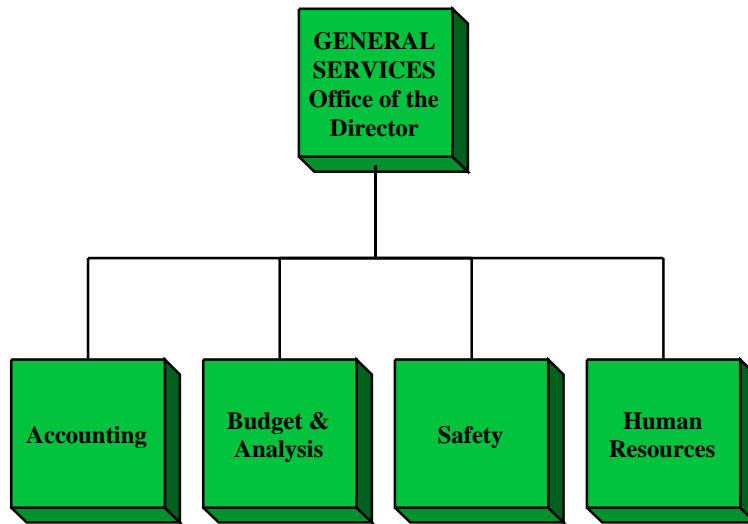 GENERAL
SERVICES
Office of the
Director
Accounting
Budget &
Analysis
Safety
Human
Resources